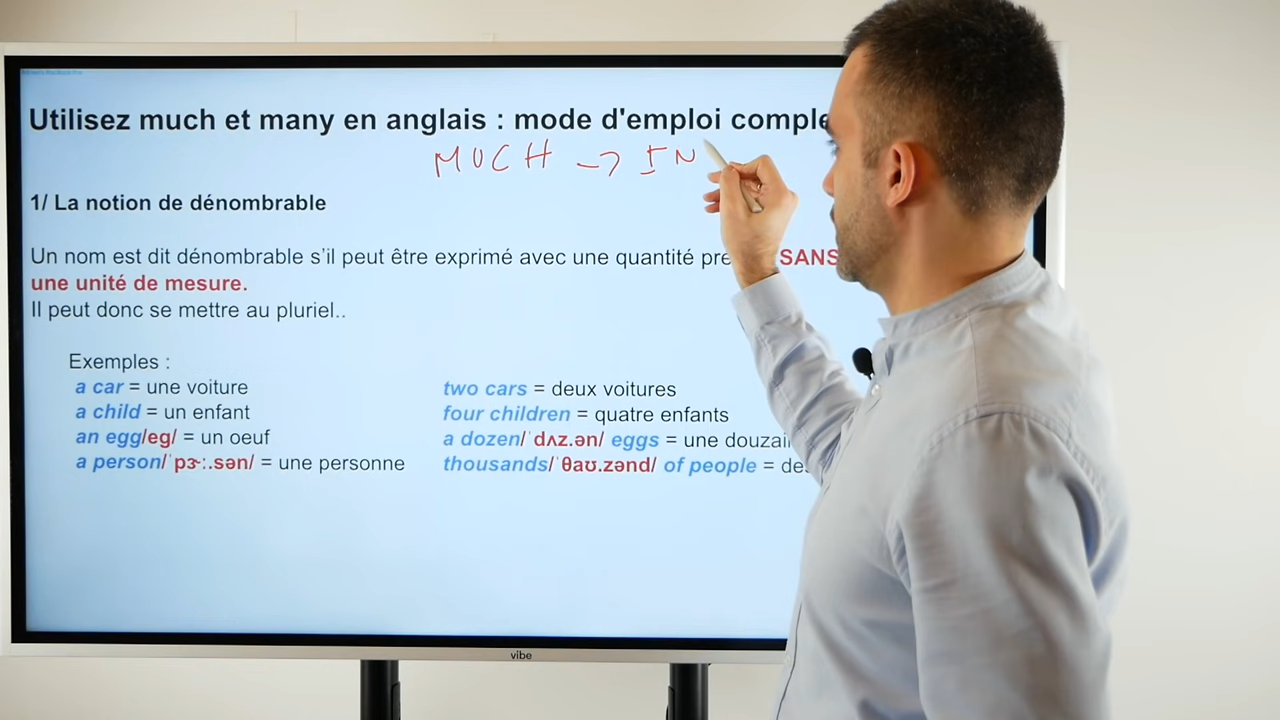 Utilisez much et many en anglais : mode d'emploi comple
MUCH → IN
1/ La notion de dénombrable
Un nom est dit dénombrable s'il peut être exprimé avec une quantité pre SANS
une unité de mesure.
Il peut donc se mettre au pluriel..
Exemples :
a car = une voiture
a child = un enfant
an egg/eg/ = un oeuf
a person/ˈpɝː.sən/ = une personne
two cars = deux voitures
four children = quatre enfants
a dozen/ˈdʌz.ən/ eggs = une douzai
thousands/ˈθaʊ.zənd/ of people = des
vibe